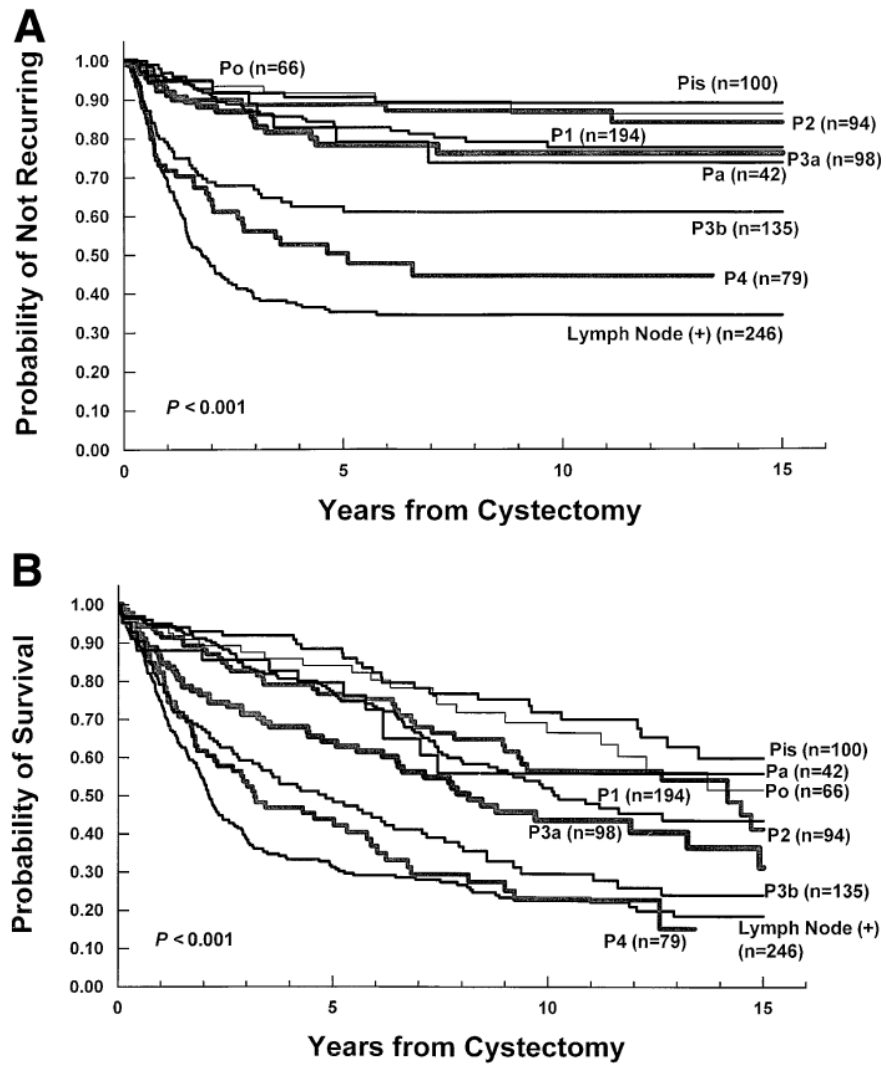 A
Probability of Not Recurring
1.00
0.90
0.80
0.70
0.60
0.50
0.40
0.30
0.20
0.10
0.00
Po (n=66)
Pis (n=100)
P2 (n=94)
P1 (n=194)
P3a (n=98)
Pa (n=42)
P3b (n=135)
P4 (n=79)
Lymph Node (+) (n=246)
P < 0.001
0 5 10 15
Years from Cystectomy
B
Probability of Survival
1.00
0.90
0.80
0.70
0.60
0.50
0.40
0.30
0.20
0.10
0.00
Pis (n=100)
Pa (n=42)
Po (n=66)
P1 (n=194)
P2 (n=94)
P3a (n=98)
P3b (n=135)
Lymph Node (+)
(n=246)
P4 (n=79)
P < 0.001
0 5 10 15
Years from Cystectomy